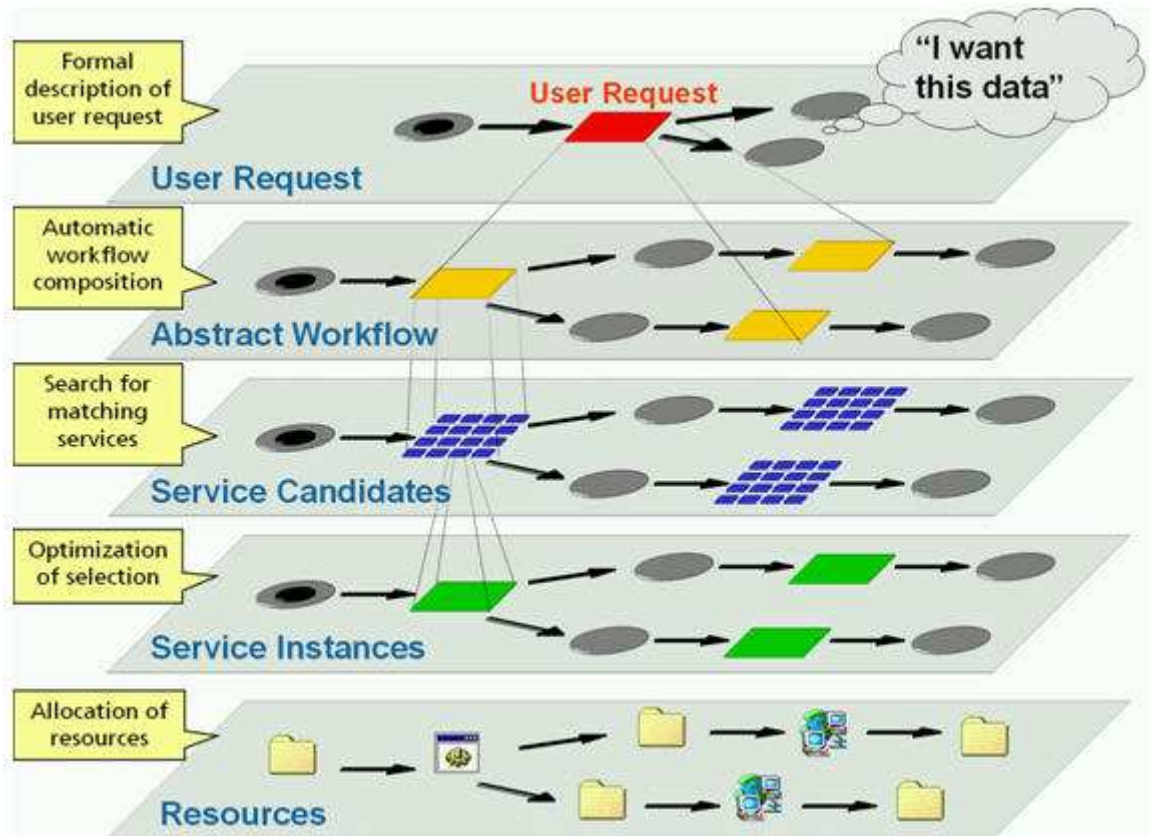 Formal
description of
user request
“I want
this data”
User Request
User Request
Automatic
workflow
composition
Abstract Workflow
Search for
matching
services
Service Candidates
Optimization
of selection
Service Instances
Allocation of
resources
Resources